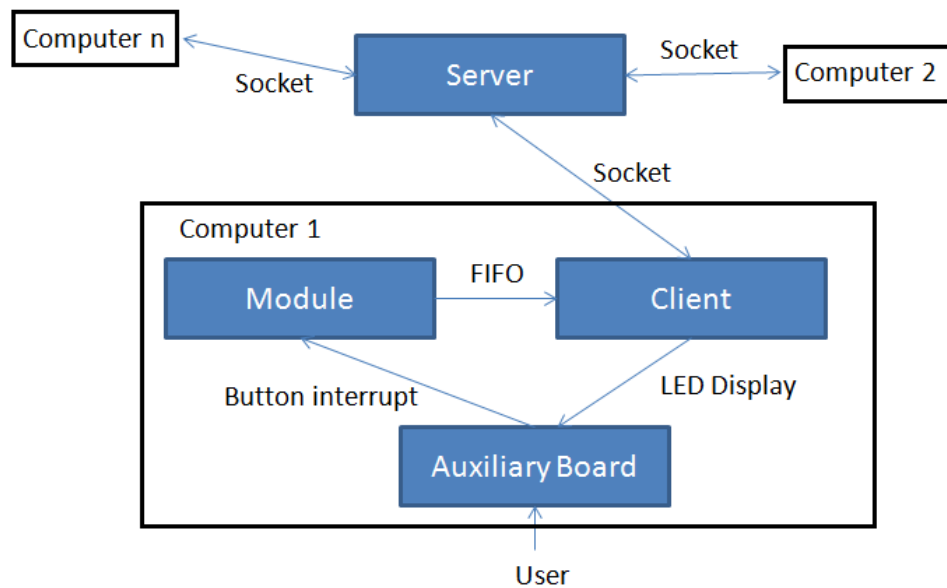 Computer n
Socket
Server
Socket
Computer 2
Socket
Computer 1
Module
FIFO
Client
Button interrupt
LED Display
Auxiliary Board
User